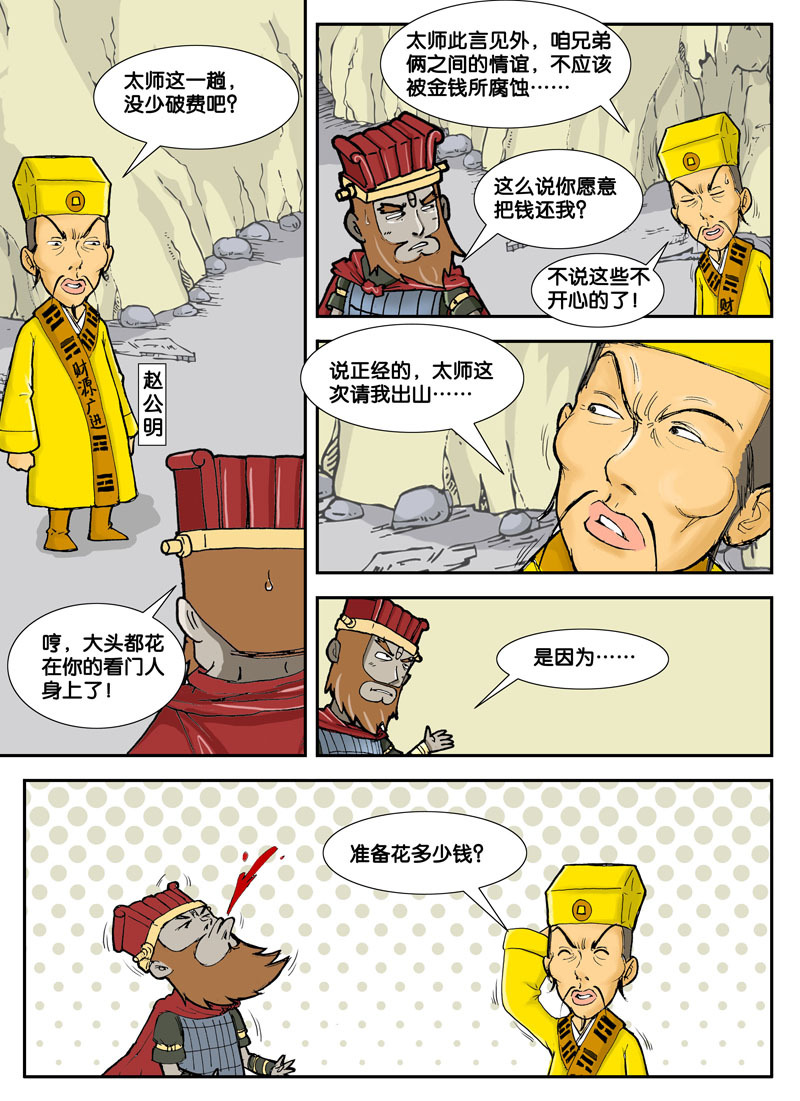 太师这一趟，
没少破费吧？
财源广进
赵公明
哼，大头都花
在你的看门人
身上了！
太师此言见外，咱兄弟
俩之间的情谊，不应该
被金钱所腐蚀……
这么说你愿意
把钱还我？
不说这些不
开心的了！
财
说正经的，太师这
次请我出山……
是因为……
准备花多少钱？